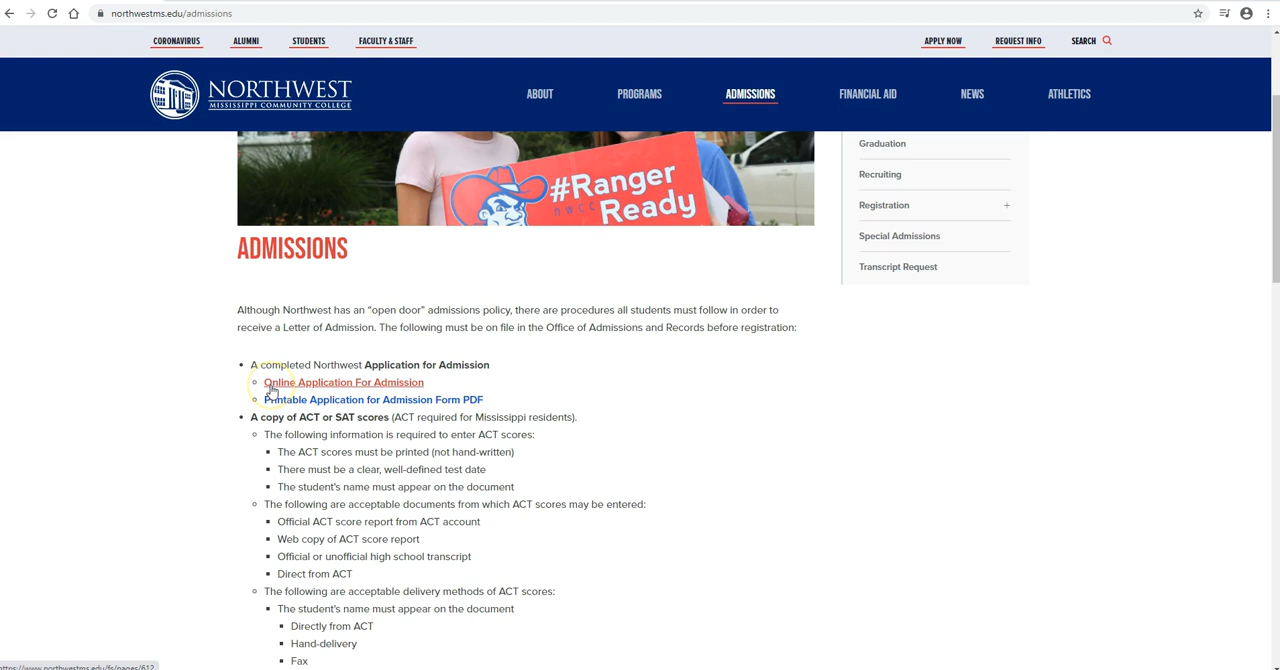 northwestms.edu/admissions
CORONAVIRUS ALUMNI STUDENTS FACULTY & STAFF APPLY NOW REQUEST INFO SEARCH
NORTHWEST
MISSISSIPPI COMMUNITY COLLEGE
ABOUT PROGRAMS ADMISSIONS FINANCIAL AID NEWS ATHLETICS
#Ranger
nwcc
Ready
Graduation
Recruiting
Registration +
Special Admissions
Transcript Request
ADMISSIONS
Although Northwest has an “open door” admissions policy, there are procedures all students must follow in order to
receive a Letter of Admission. The following must be on file in the Office of Admissions and Records before registration:
A completed Northwest Application for Admission
Online Application For Admission
Printable Application for Admission Form PDF
A copy of ACT or SAT scores (ACT required for Mississippi residents).
The following information is required to enter ACT scores:
The ACT scores must be printed (not hand-written)
There must be a clear, well-defined test date
The student's name must appear on the document
The following are acceptable documents from which ACT scores may be entered:
Official ACT score report from ACT account
Web copy of ACT score report
Official or unofficial high school transcript
Direct from ACT
The following are acceptable delivery methods of ACT scores:
The student's name must appear on the document
Directly from ACT
Hand-delivery
Fax
https://www.northwestms.edu/fs/pages/612